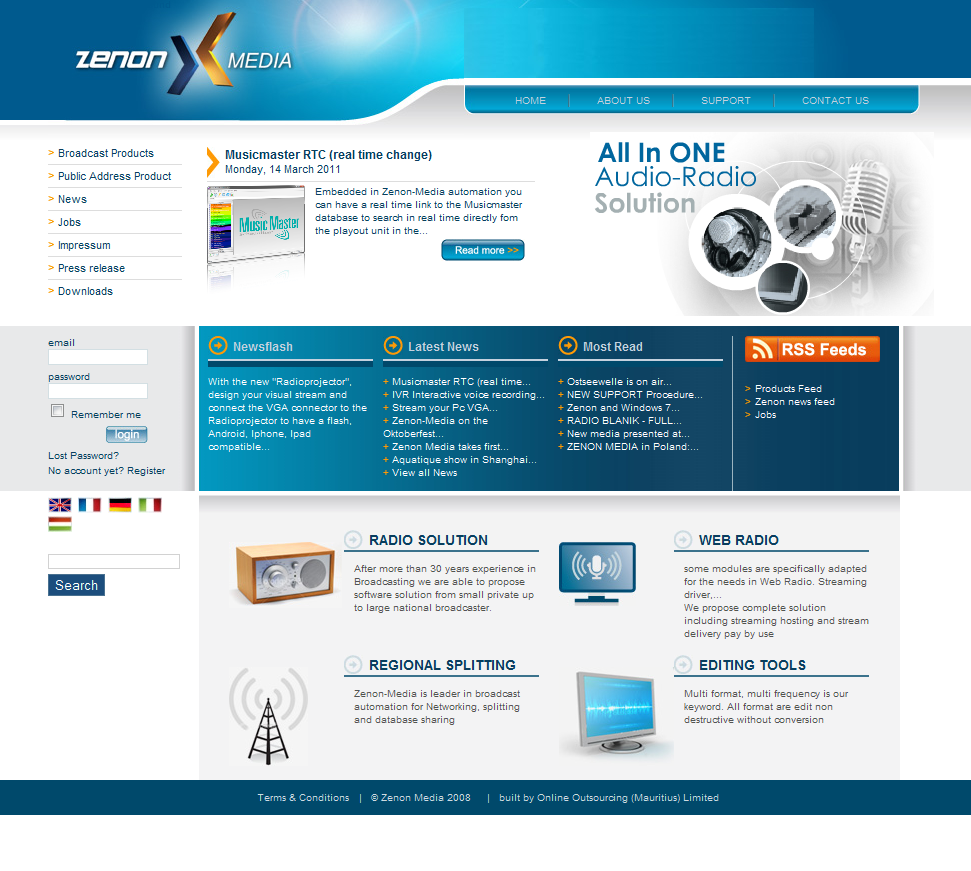 zenon X MEDIA
HOME
ABOUT US
SUPPORT
CONTACT US
> Broadcast Products
> Public Address Product
> News
> Jobs
> Impressum
> Press release
> Downloads
Musicmaster RTC (real time change)
Monday, 14 March 2011
Music Master
Embedded in Zenon-Media automation you
can have a real time link to the Musicmaster
database to search in real time directly fom
the playout unit in the...
Read more >>
All In ONE
Audio-Radio
Solution
email
password
Remember me
login
Lost Password?
No account yet? Register
Newsflash
With the new "Radioprojector",
design your visual stream and
connect the VGA connector to the
Radioprojector to have a flash,
Android, Iphone, Ipad
compatible...
Latest News
+ Musicmaster RTC (real time...
+ IVR Interactive voice recording...
+ Stream your Pc VGA...
+ Zenon-Media on the
Oktoberfest...
+ Zenon Media takes first...
+ Aquatique show in Shanghai...
+ View all News
Most Read
+ Ostseewelle is on air...
+ NEW SUPPORT Procedure...
+ Zenon and Windows 7...
+ RADIO BLANIK - FULL...
+ New media presented at...
+ ZENON MEDIA in Poland:...
RSS Feeds
> Products Feed
> Zenon news feed
> Jobs
Search
RADIO SOLUTION
After more than 30 years experience in
Broadcasting we are able to propose
software solution from small private up
to large national broadcaster.
WEB RADIO
some modules are specifically adapted
for the needs in Web Radio. Streaming
driver,...
We propose complete solution
including streaming hosting and stream
delivery pay by use
REGIONAL SPLITTING
Zenon-Media is leader in broadcast
automation for Networking, splitting
and database sharing
EDITING TOOLS
Multi format, multi frequency is our
keyword. All format are edit non
destructive without conversion
Terms & Conditions | © Zenon Media 2008 | built by Online Outsourcing (Mauritius) Limited